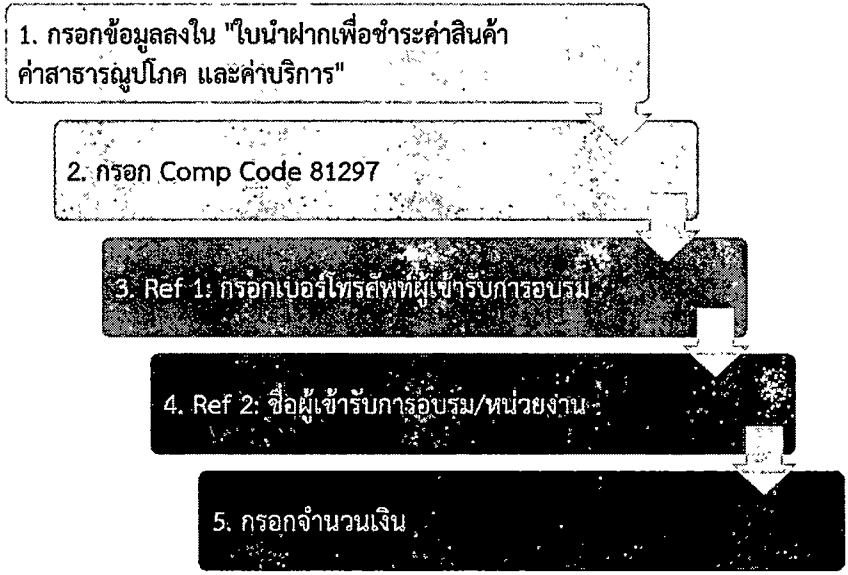 1. กรอกข้อมูลลงใน "ใบนำฝากเพื่อชำระค่าสินค้า
ค่าสาธารณูปโภค และค่าบริการ"
2. กรอก Comp Code 81297
3. Ref 1: กรอกเบอร์โทรศัพท์ผู้เข้ารับการอบรม
4. Ref 2: ชื่อผู้เข้ารับการอบรม/หน่วยงาน
5. กรอกจำนวนเงิน